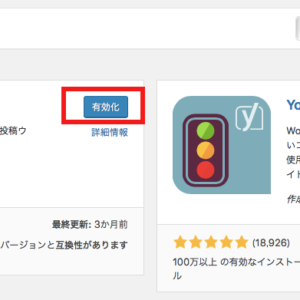 有効化
投稿ウ
詳細情報
最終更新: 3か月前
バージョンと互換性があります
y
Yo
Wo
いコ
使用
イト
作成
(18,926)
100万以上 の有効なインストー
ル